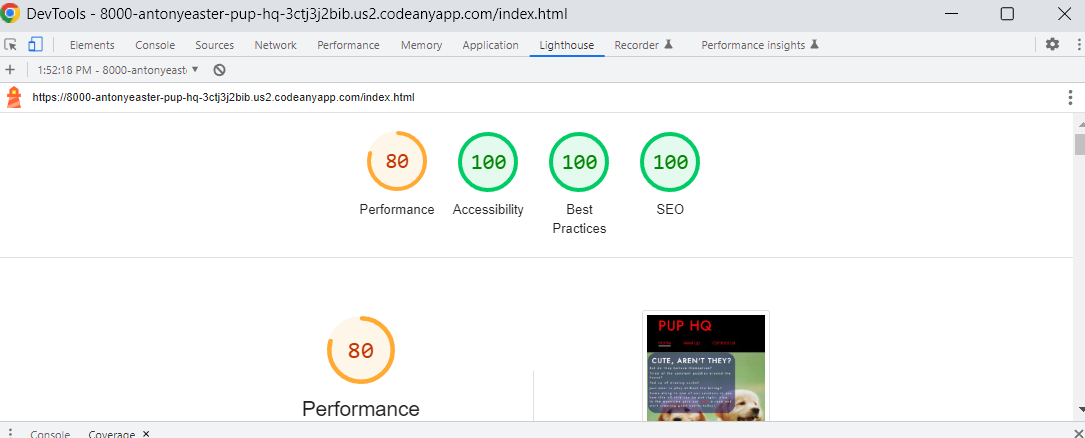 DevTools - 8000-antonyeaster-pup-hq-3ctj3j2bib.us2.codeanyapp.com/index.html
Elements Console Sources Network Performance Memory Application Lighthouse Recorder Performance insights
1:52:18 PM - 8000-antonyeast
https://8000-antonyeaster-pup-hq-3ctj3j2bib.us2.codeanyapp.com/index.html
80 100 100 100
Performance Accessibility Best Practices SEO
80
Performance
PUP HQ
CUTE, AREN'T THEY?
Console Coverage